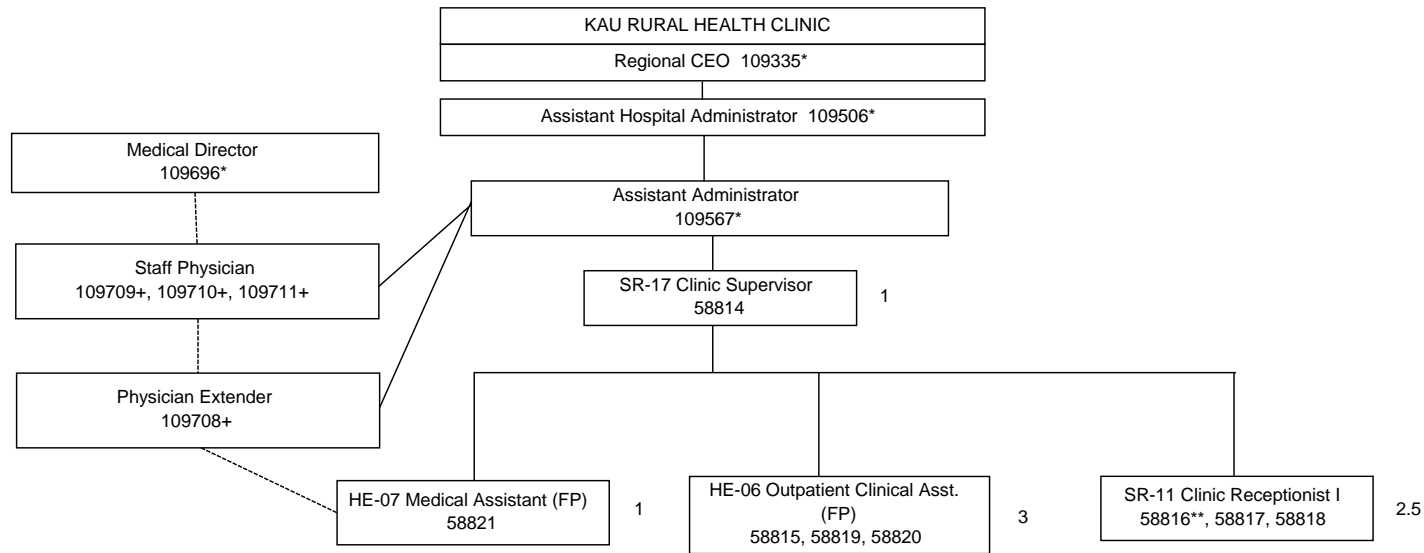 KAU RURAL HEALTH CLINIC
Regional CEO 109335*
Assistant Hospital Administrator 109506*
Medical Director
109696*
Assistant Administrator
109567*
Staff Physician
109709+, 109710+, 109711+
SR-17 Clinic Supervisor
58814
1
Physician Extender
109708+
HE-07 Medical Assistant (FP)
58821
1
HE-06 Outpatient Clinical Asst.
(FP)
58815, 58819, 58820
3
SR-11 Clinic Receptionist I
58816**, 58817, 58818
2.5